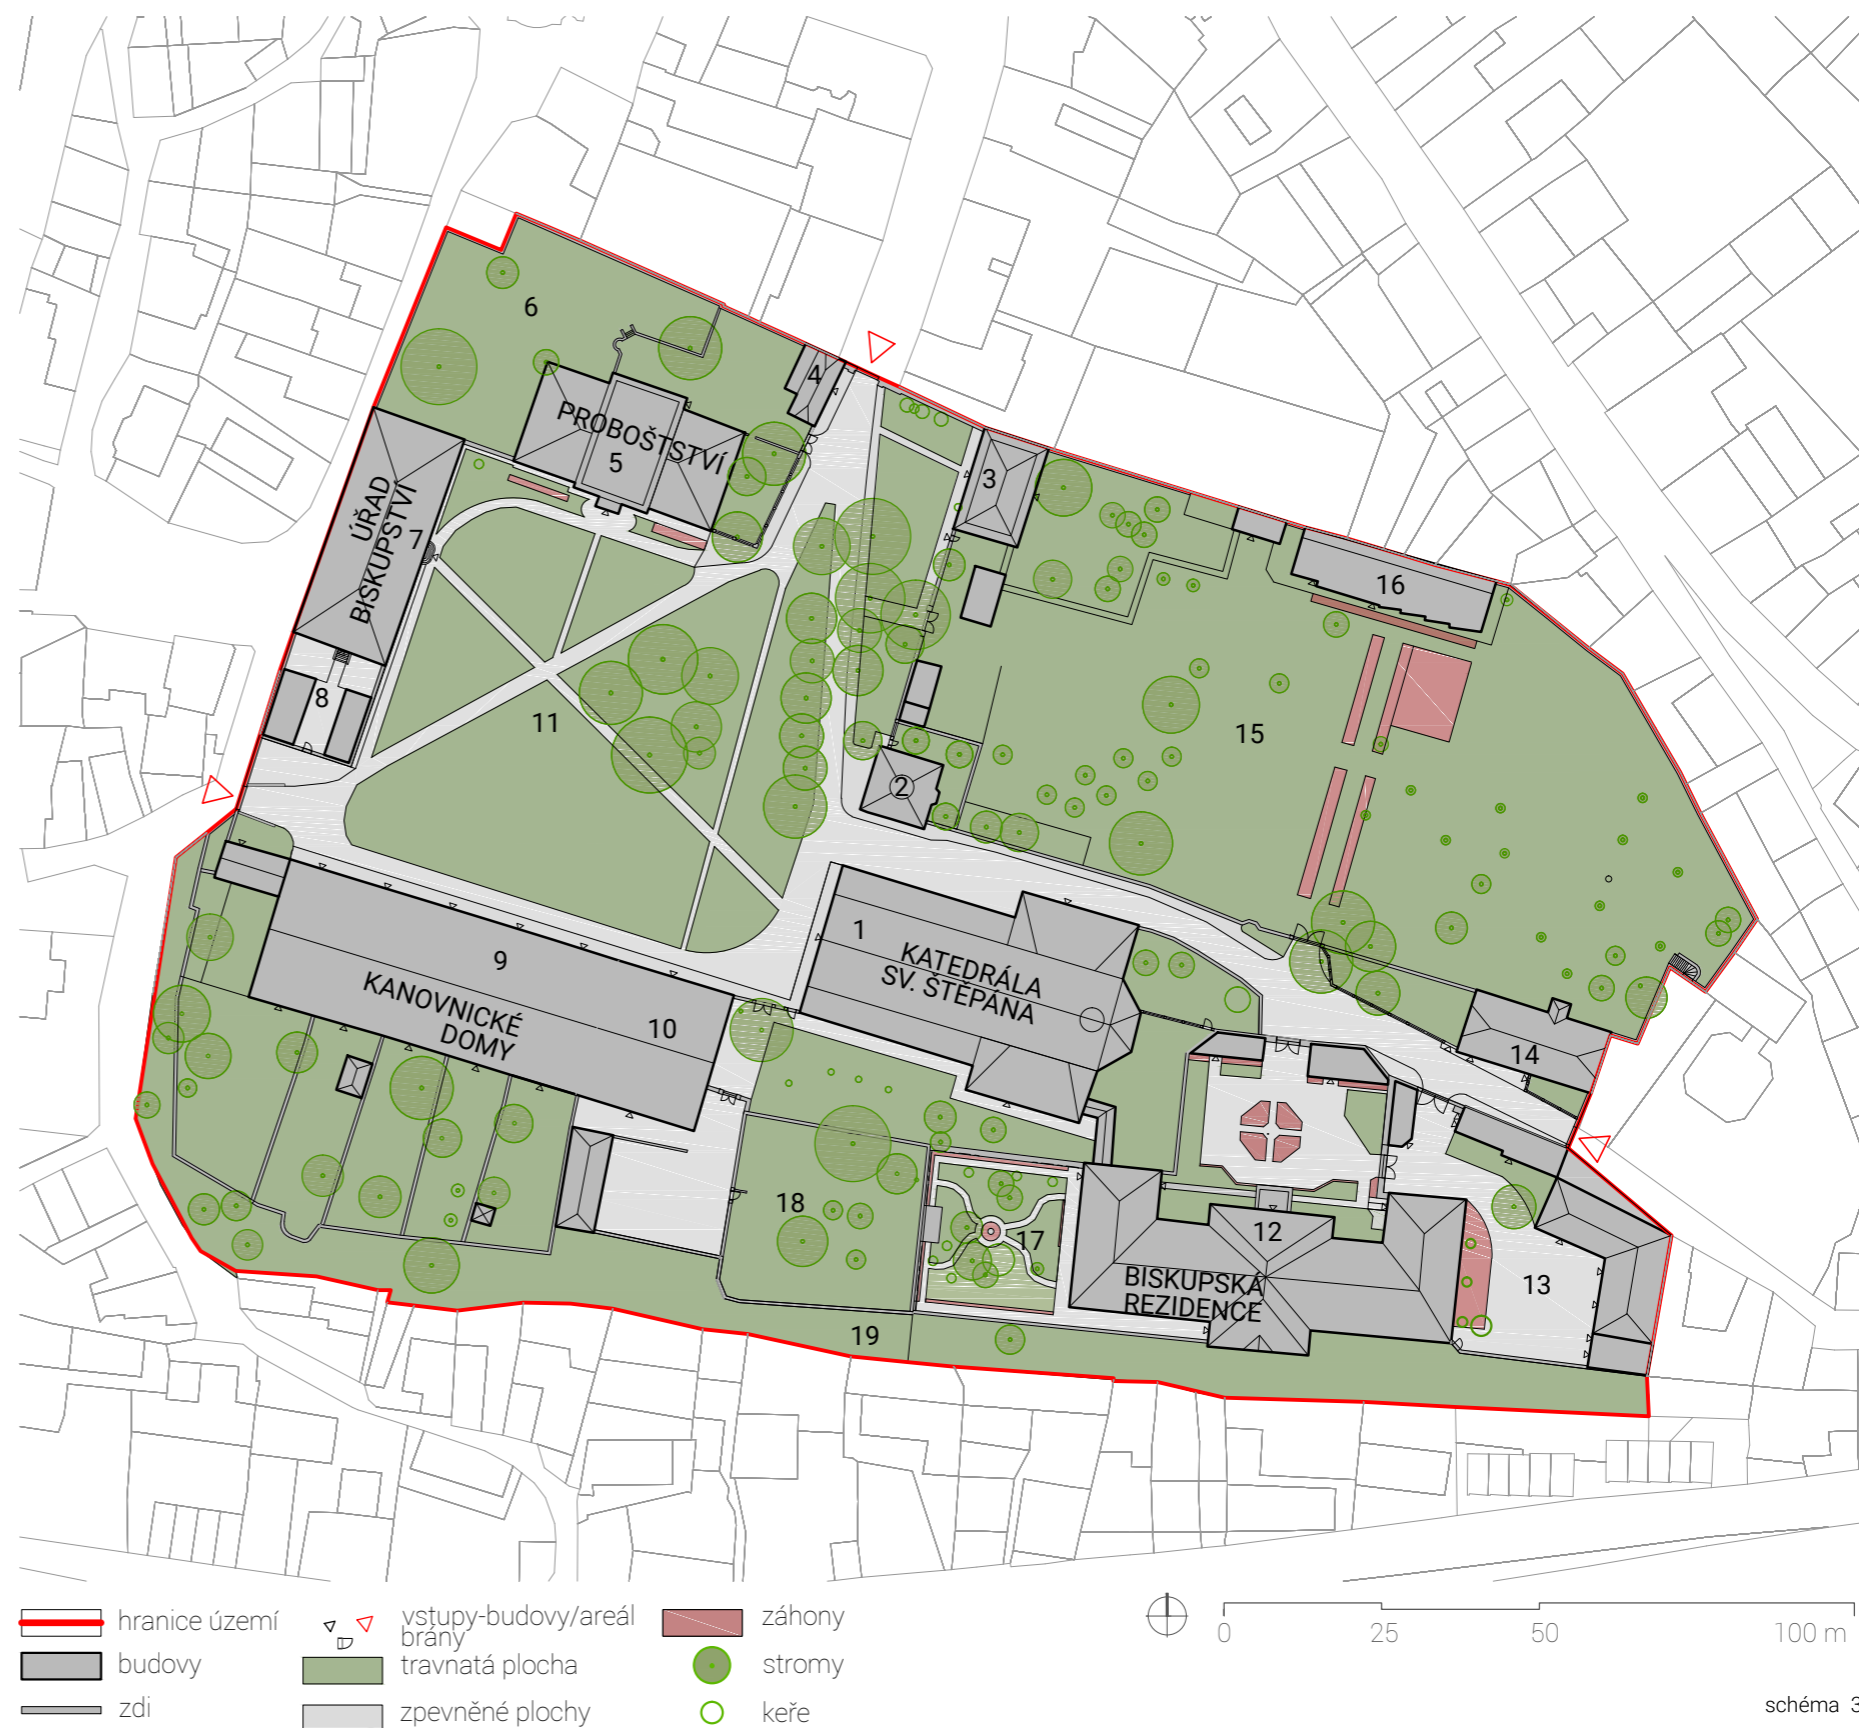 6
4
PROBOŠTSTVÍ
5
3
ÚŘAD
BISKUPSTVÍ
7
16
8
11
15
2
1
KATEDRÁLA
SV. ŠTĚPÁNA
9
KANOVNICKÉ
DOMY
10
14
18
17
12
BISKUPSKÁ
REZIDENCE
13
19
hranice území
budovy
zdi
vstupy-budovy/areál
brány
travnatá plocha
zpevněné plochy
záhony
stromy
keře
0 25 50 100 m
schéma 3